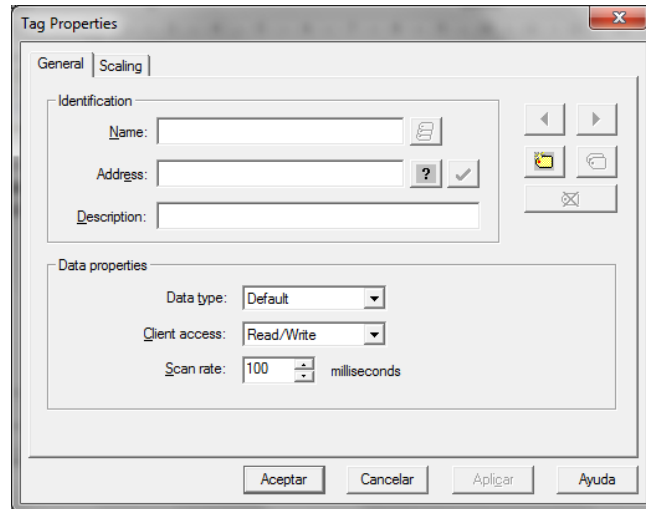 Tag Properties
General Scaling
Identification
Name:
Address: ?
Description:
Data properties
Data type: Default
Client access: Read/Write
Scan rate: 100 milliseconds
Aceptar Cancelar Aplicar Ayuda